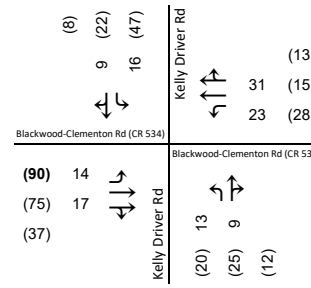 (8) (22) (47)
9 16
Kelly Driver Rd
(13
31 (15
23 (28
Blackwood-Clementon Rd (CR 534)
Blackwood-Clementon Rd (CR 53
(90) 14
(75) 17
(37)
Kelly Driver Rd
13 9
(20) (25) (12)